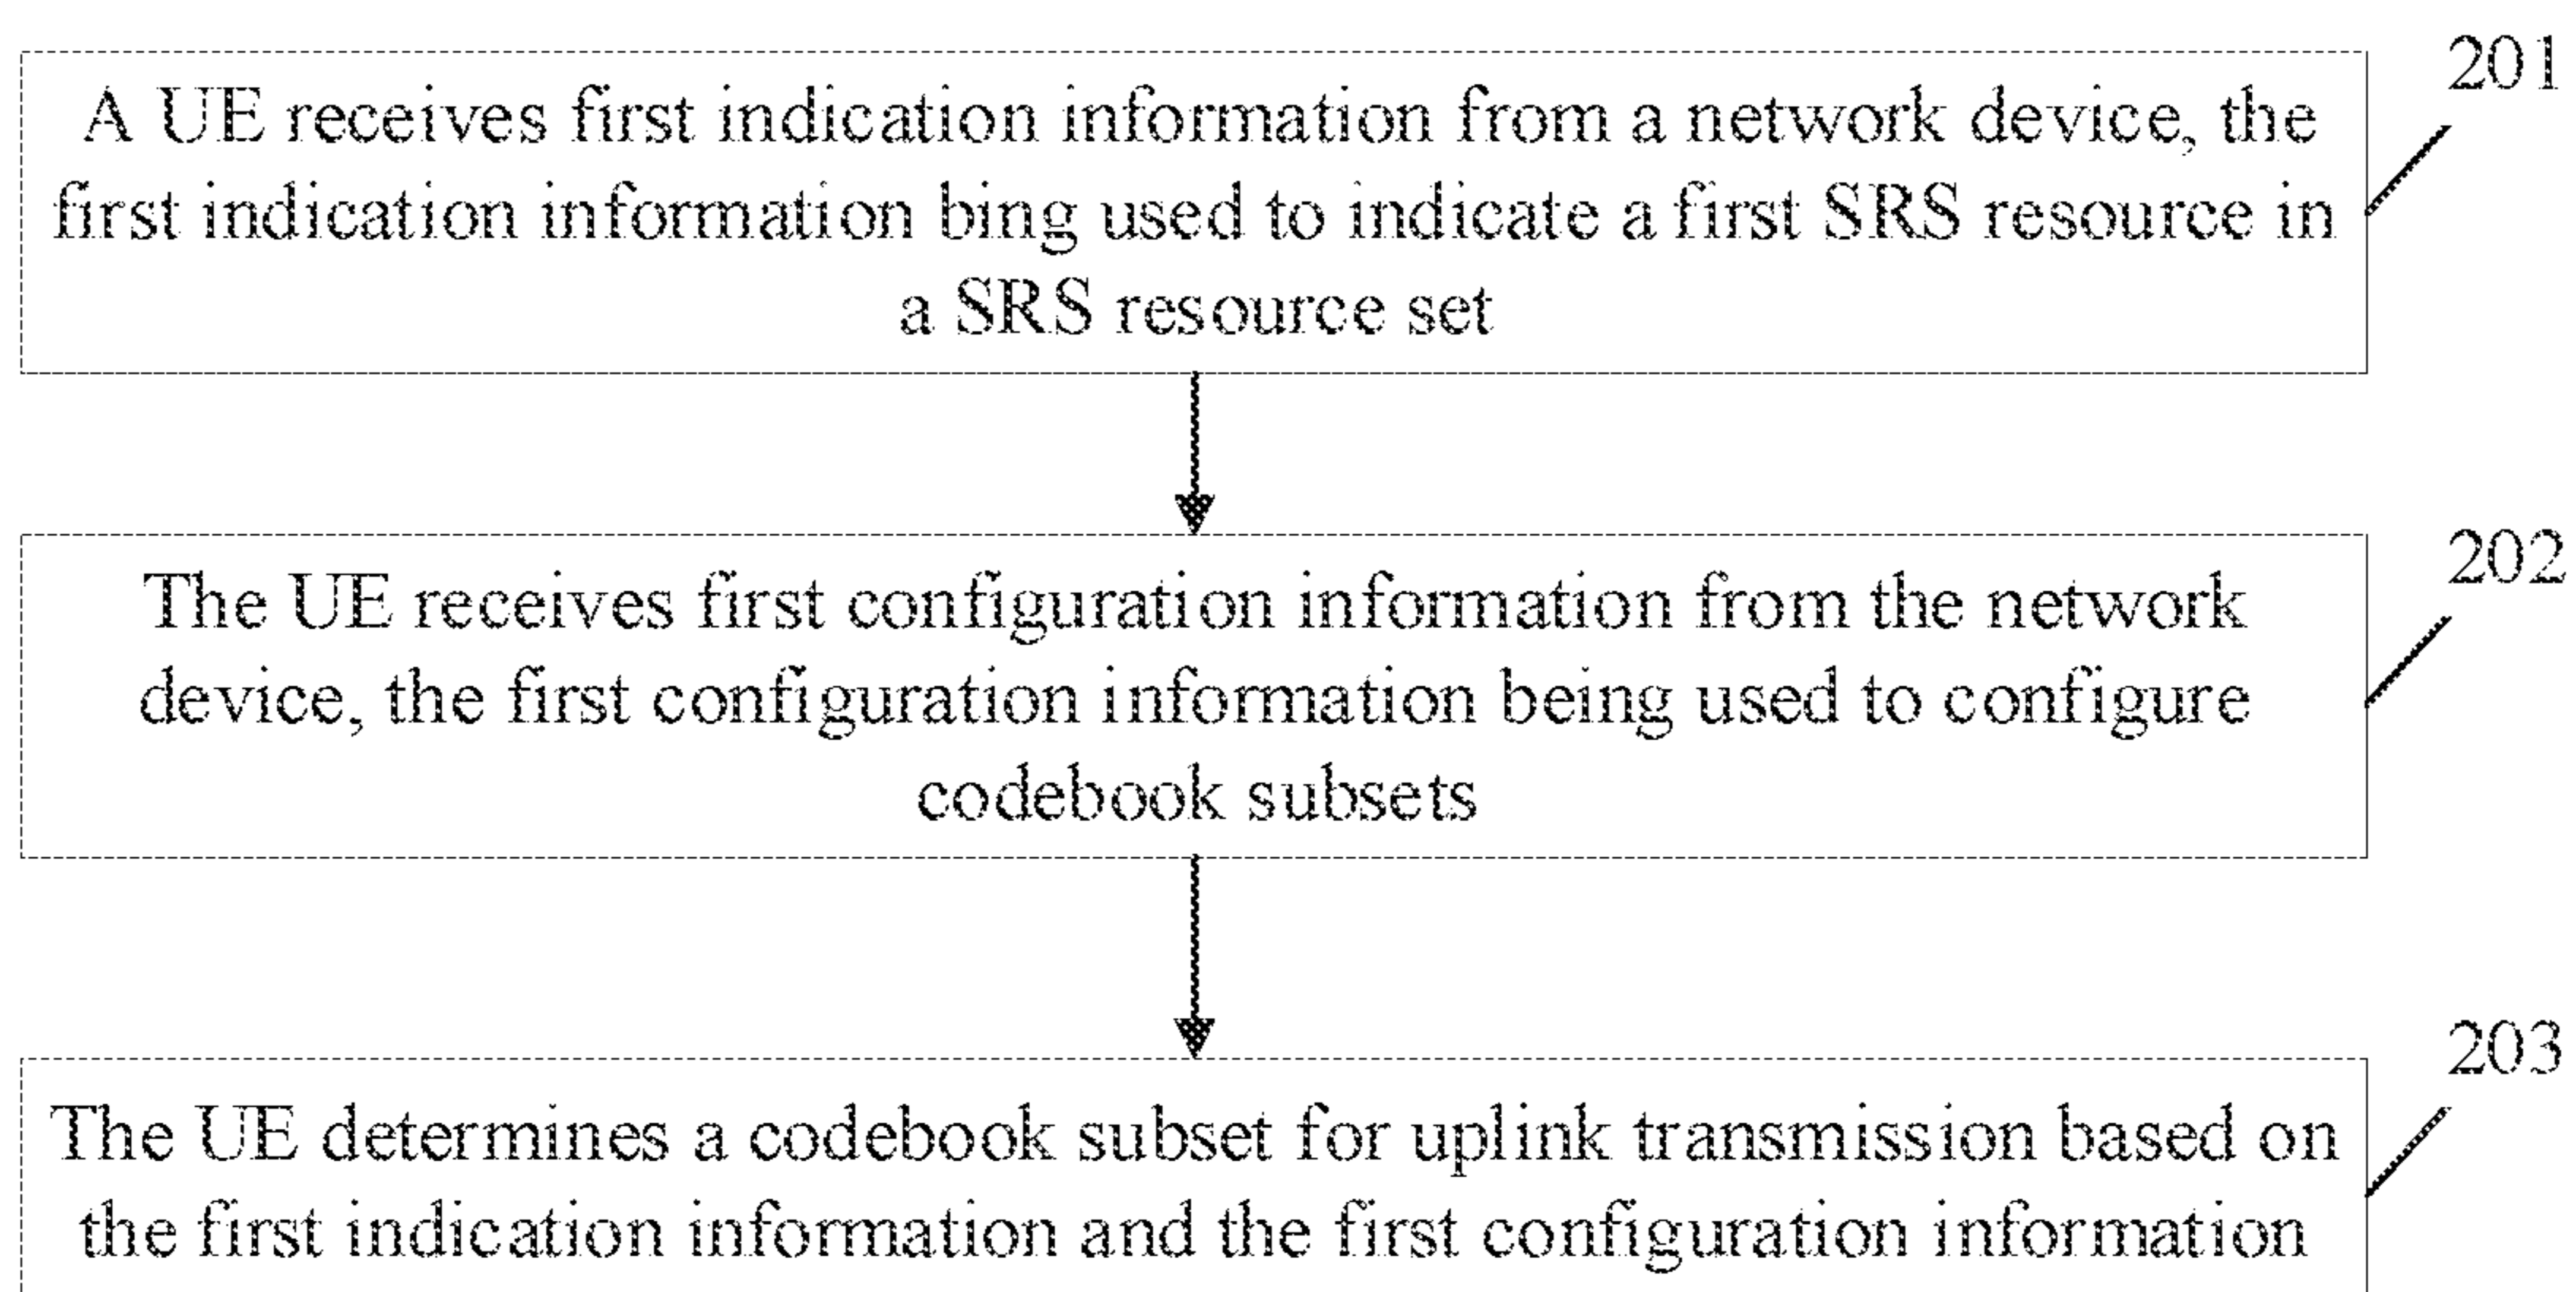 201
A UE receives first indication information from a network device, the
first indication information bing used to indicate a first SRS resource in
a SRS resource set
202
The UE receives first configuration information from the network
device, the first configuration information being used to configure
codebook subsets
203
The UE determines a codebook subset for uplink transmission based on
the first indication information and the first configuration information